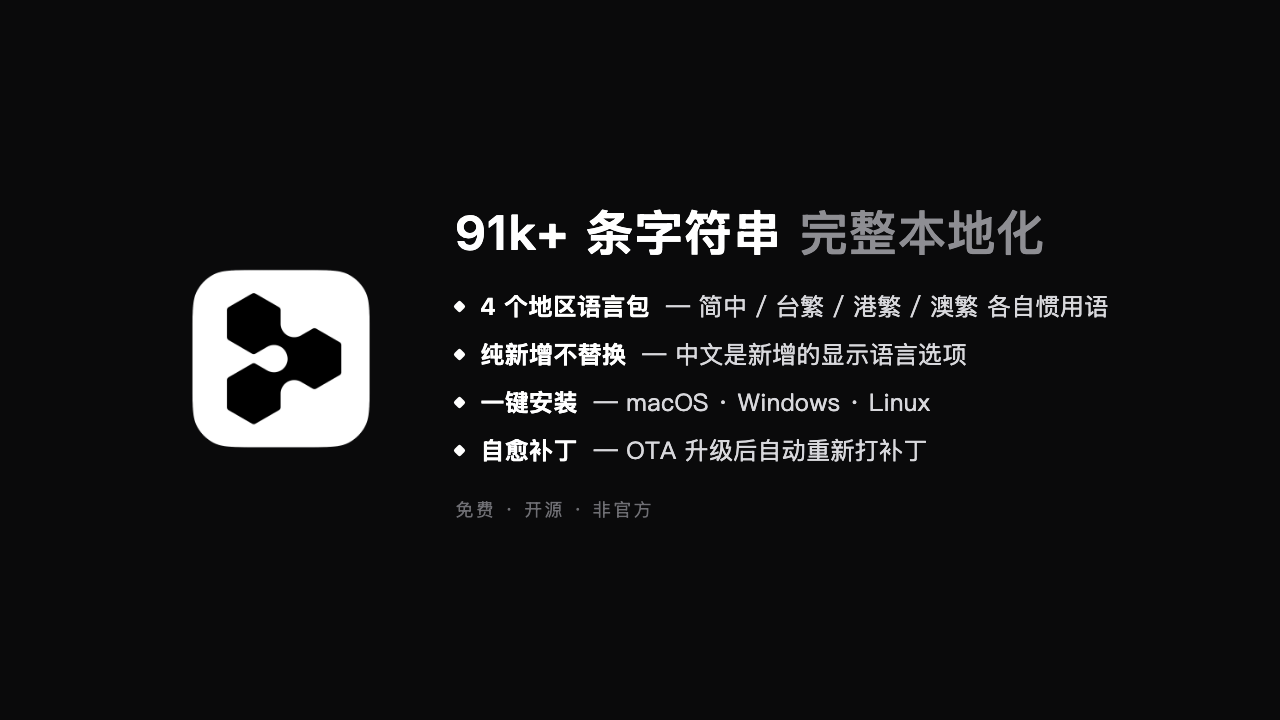 91k+ 条字符串 完整本地化
4 个地区语言包 — 简中 / 台繁 / 港繁 / 澳繁 各自惯用语
纯新增不替换 — 中文是新增的显示语言选项
一键安装 — macOS · Windows · Linux
自愈补丁 — OTA 升级后自动重新打补丁
免费 · 开源 · 非官方